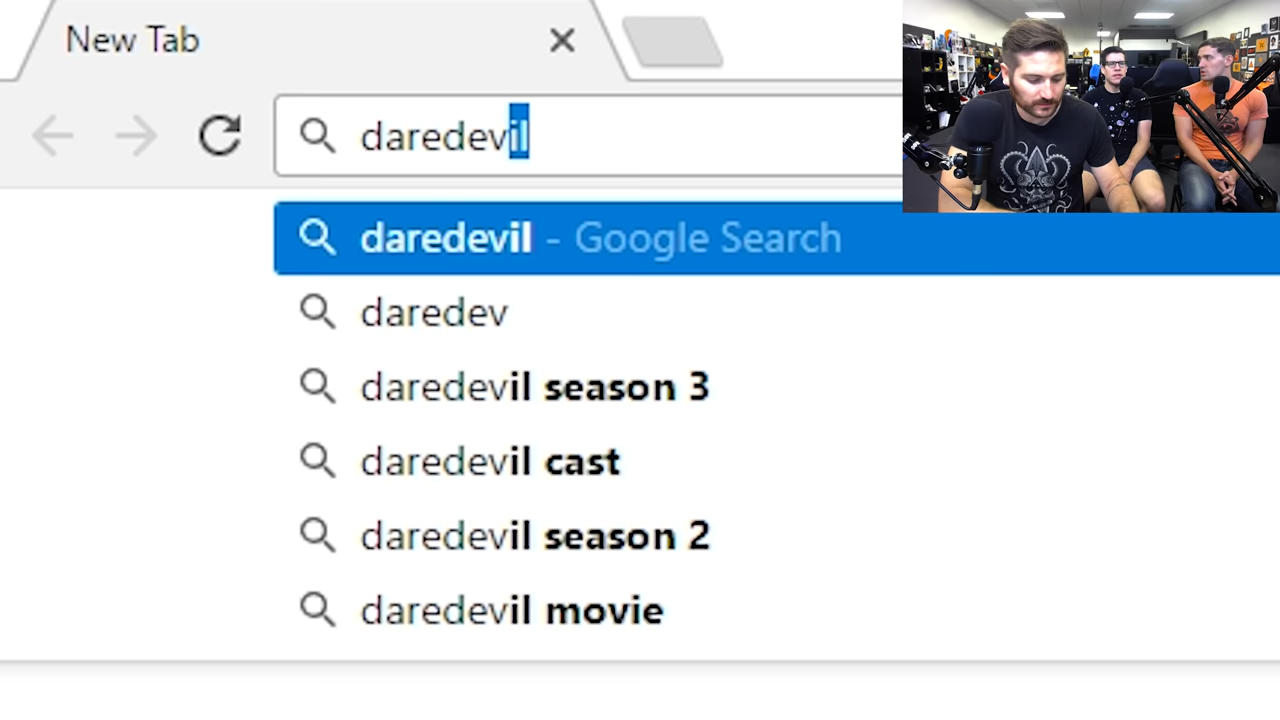 New Tab
daredevil
daredevil - Google Search
daredev
daredevil season 3
daredevil cast
daredevil season 2
daredevil movie